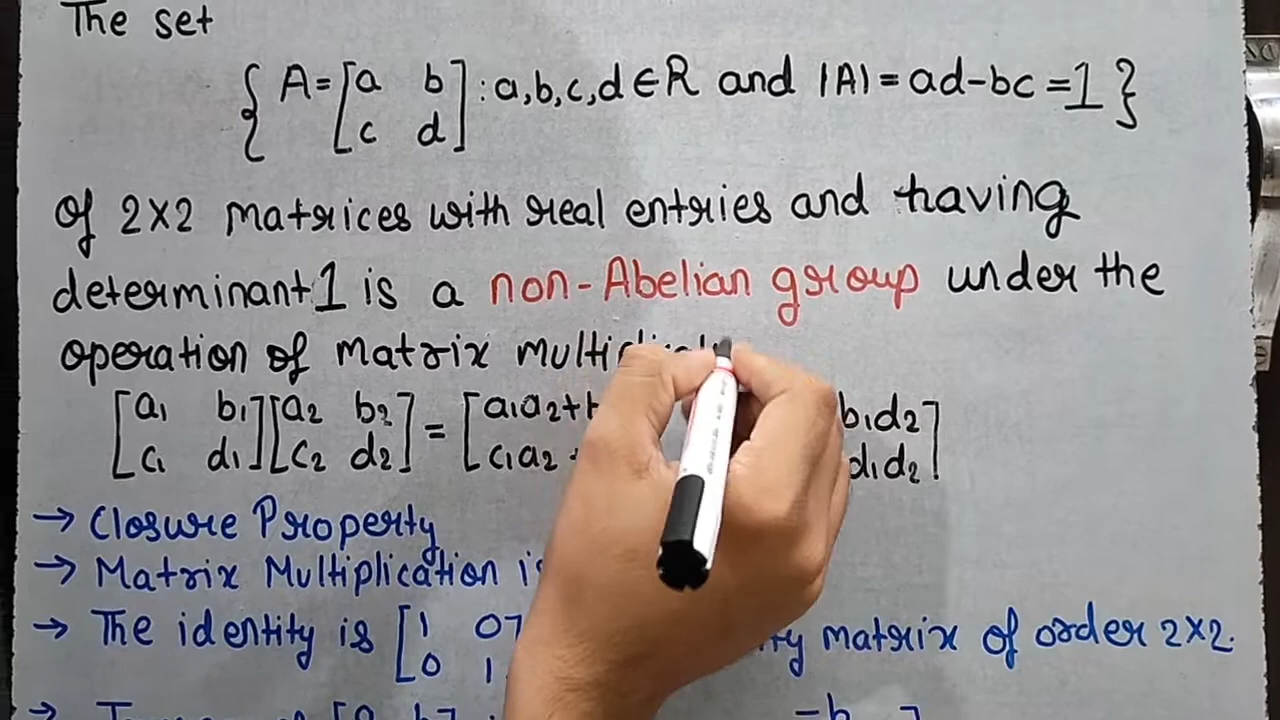 The set
{ A = [a b] : a, b, c, d ∈ R and |A| = ad - bc = 1 }
[c d]
of 2×2 matrices with real entries and having
determinant 1 is a non-Abelian group under the
operation of matrix
[a₁ b₁][a₂ b₂] = [a₁a₂+ b₁d₂]
[c₁ d₁][c₂ d₂] [c₁a₂ d₁d₂]
→ Closure Property
→ Matrix Multiplication
→ The identity is [1 0] matrix of order 2×2.
[0 1]
→ of [a b] -b ]